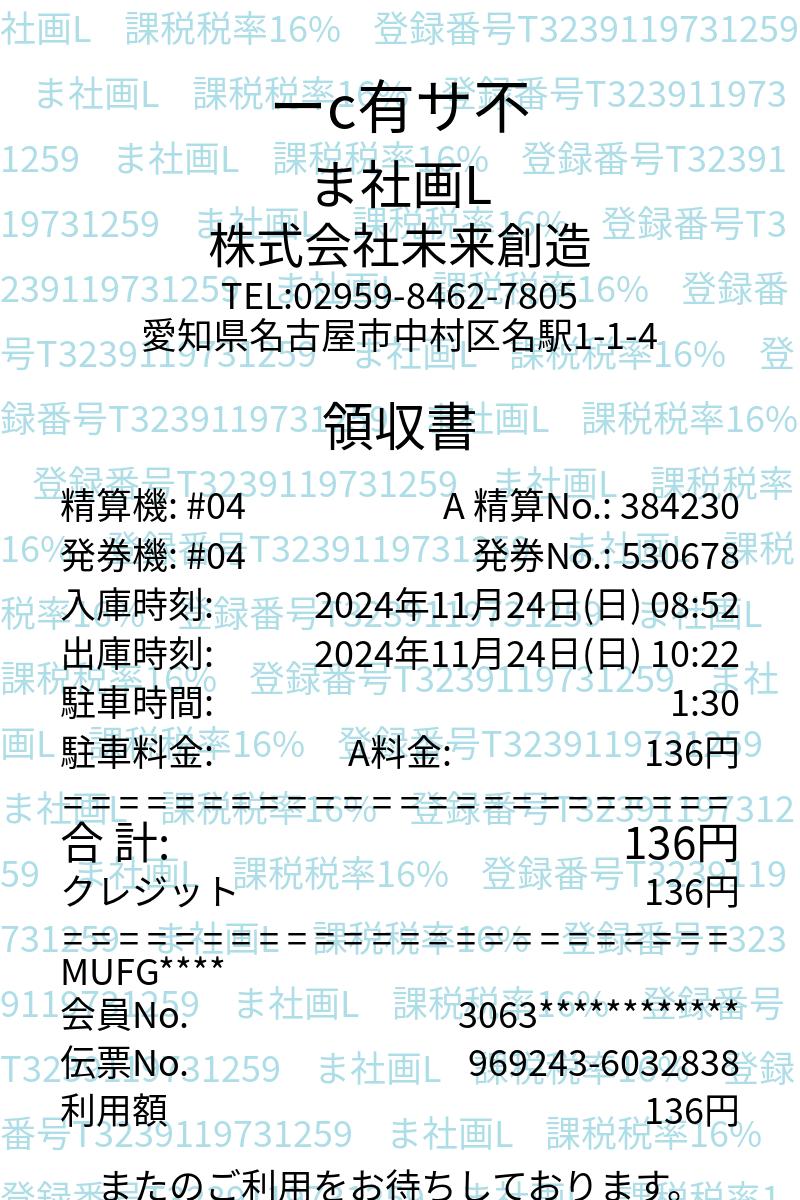 一c有サ不
ま社画L
株式会社未来創造
TEL:02959-8462-7805
愛知県名古屋市中村区名駅1-1-4
領収書
精算機: #04 A 精算No.: 384230
発券機: #04 発券No.: 530678
入庫時刻: 2024年11月24日(日) 08:52
出庫時刻: 2024年11月24日(日) 10:22
駐車時間: 1:30
駐車料金: A料金: 136円
========================
合 計: 136円
クレジット 136円
========================
MUFG****
会員No. 3063************
伝票No. 969243-6032838
利用額 136円
またのご利用をお待ちしております。
社画L 課税税率16% 登録番号T3239119731259
ま社画L 課税税率16% 登録番号T323911973
1259 ま社画L 課税税率16% 登録番号T32391
19731259 ま社画L 課税税率16% 登録番号T3
239119731259 ま社画L 課税税率16% 登録番
号T3239119731259 ま社画L 課税税率16% 登
録番号T3239119731259 ま社画L 課税税率16%
登録番号T3239119731259 ま社画L 課税税率
16% 登録番号T3239119731259 ま社画L 課税
税率16% 登録番号T3239119731259 ま社画L
課税税率16% 登録番号T3239119731259 ま社
画L 課税税率16% 登録番号T3239119731259
ま社画L 課税税率16% 登録番号T32391197312
59 ま社画L 課税税率16% 登録番号T3239119
731259 ま社画L 課税税率16% 登録番号T323
9119731259 ま社画L 課税税率16% 登録番号
T3239119731259 ま社画L 課税税率16% 登録
番号T3239119731259 ま社画L 課税税率16%
登録番号T3239119731259 ま社画L 課税税率1